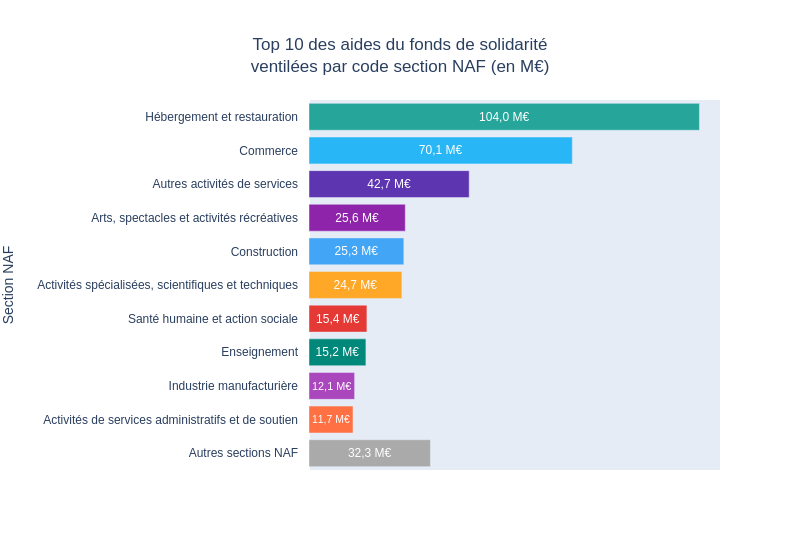 Top 10 des aides du fonds de solidarité
ventilées par code section NAF (en M€)
Section NAF
Hébergement et restauration 104,0 M€
Commerce 70,1 M€
Autres activités de services 42,7 M€
Arts, spectacles et activités récréatives 25,6 M€
Construction 25,3 M€
Activités spécialisées, scientifiques et techniques 24,7 M€
Santé humaine et action sociale 15,4 M€
Enseignement 15,2 M€
Industrie manufacturière 12,1 M€
Activités de services administratifs et de soutien 11,7 M€
Autres sections NAF 32,3 M€